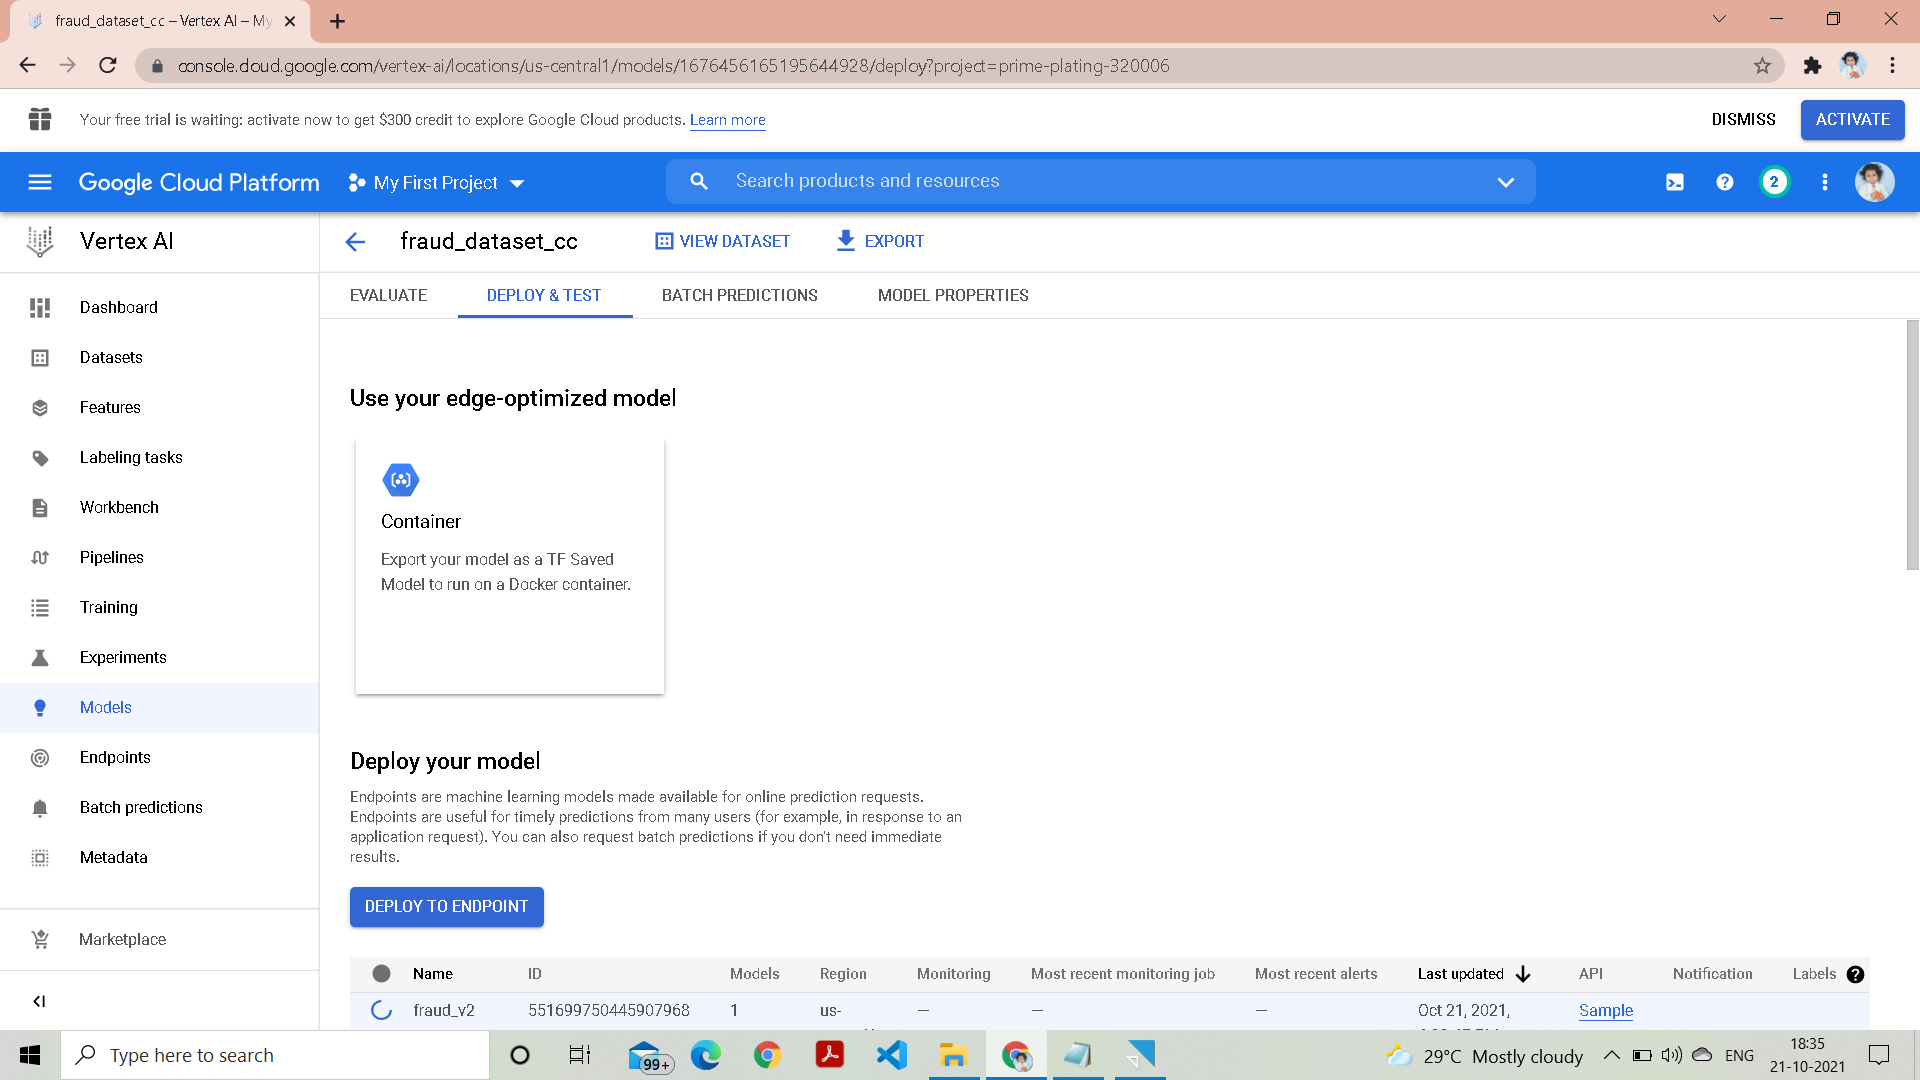 fraud_dataset_cc – Vertex AI – My
console.cloud.google.com/vertex-ai/locations/us-central1/models/1676456165195644928/deploy?project=prime-plating-320006
Your free trial is waiting: activate now to get $300 credit to explore Google Cloud products. Learn more
DISMISS
ACTIVATE
Google Cloud Platform
My First Project
Search products and resources
2
Vertex AI
fraud_dataset_cc
VIEW DATASET
EXPORT
EVALUATE
DEPLOY & TEST
BATCH PREDICTIONS
MODEL PROPERTIES
Dashboard
Datasets
Features
Labeling tasks
Workbench
Pipelines
Training
Experiments
Models
Endpoints
Batch predictions
Metadata
Marketplace
Use your edge-optimized model
Container
Export your model as a TF Saved
Model to run on a Docker container.
Deploy your model
Endpoints are machine learning models made available for online prediction requests.
Endpoints are useful for timely predictions from many users (for example, in response to an
application request). You can also request batch predictions if you don't need immediate
results.
DEPLOY TO ENDPOINT
Name ID Models Region Monitoring Most recent monitoring job Most recent alerts Last updated API Notification Labels
fraud_v2 551699750445907968 1 us- — — — Oct 21, 2021, Sample
Type here to search
99+
29°C Mostly cloudy
ENG
18:35
21-10-2021